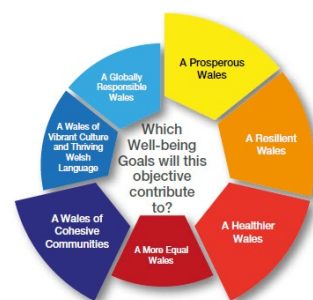 A Globally
Responsible
Wales
A Prosperous
Wales
A Resilient
Wales
A Healthier
Wales
A More Equal
Wales
A Wales of
Cohesive
Communities
A Wales of
Vibrant Culture
and Thriving
Welsh
Language
Which
Well-being
Goals will this
objective
contribute
to?